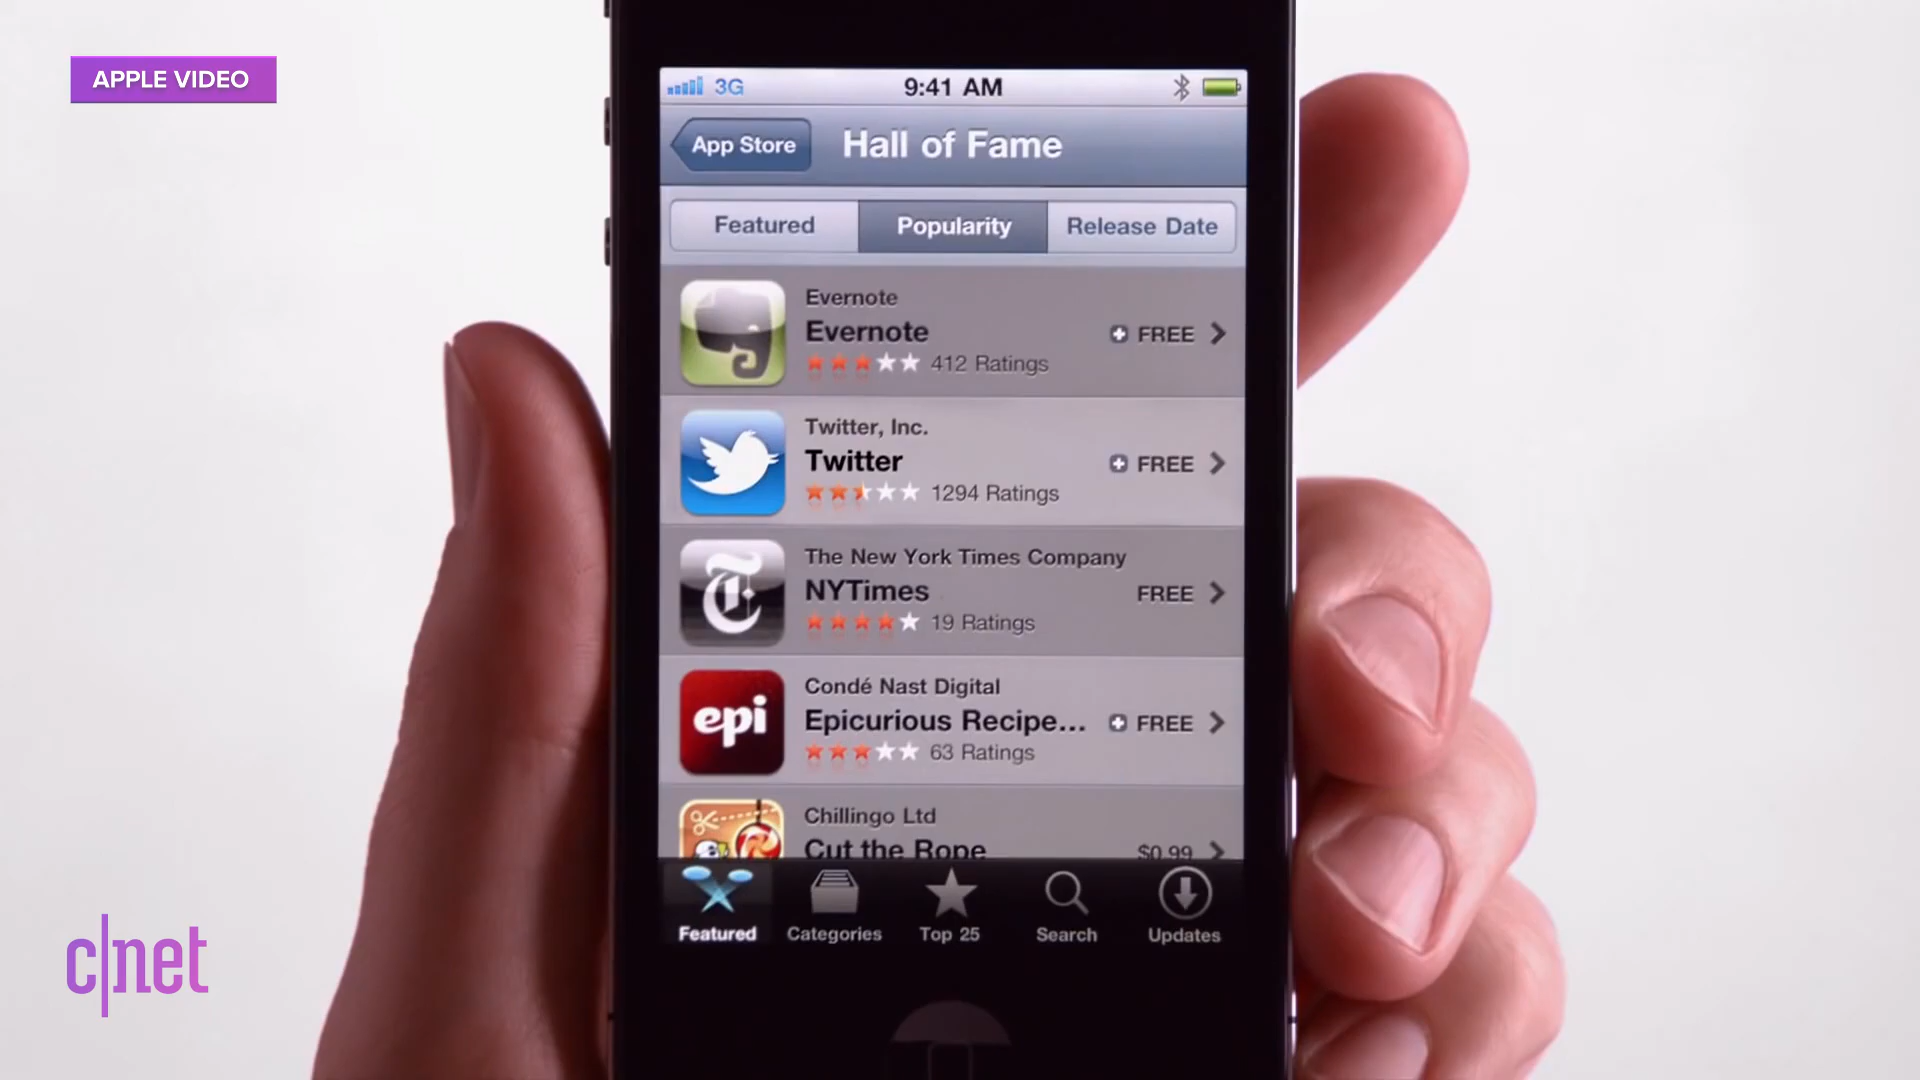 APPLE VIDEO
3G 9:41 AM
App Store Hall of Fame
Featured Popularity Release Date
Evernote
Evernote
412 Ratings
FREE
Twitter, Inc.
Twitter
1294 Ratings
FREE
The New York Times Company
NYTimes
19 Ratings
FREE
epi
Condé Nast Digital
Epicurious Recipe...
63 Ratings
FREE
Chillingo Ltd
Cut the Rope
$0.99
Featured Categories Top 25 Search Updates
c|net